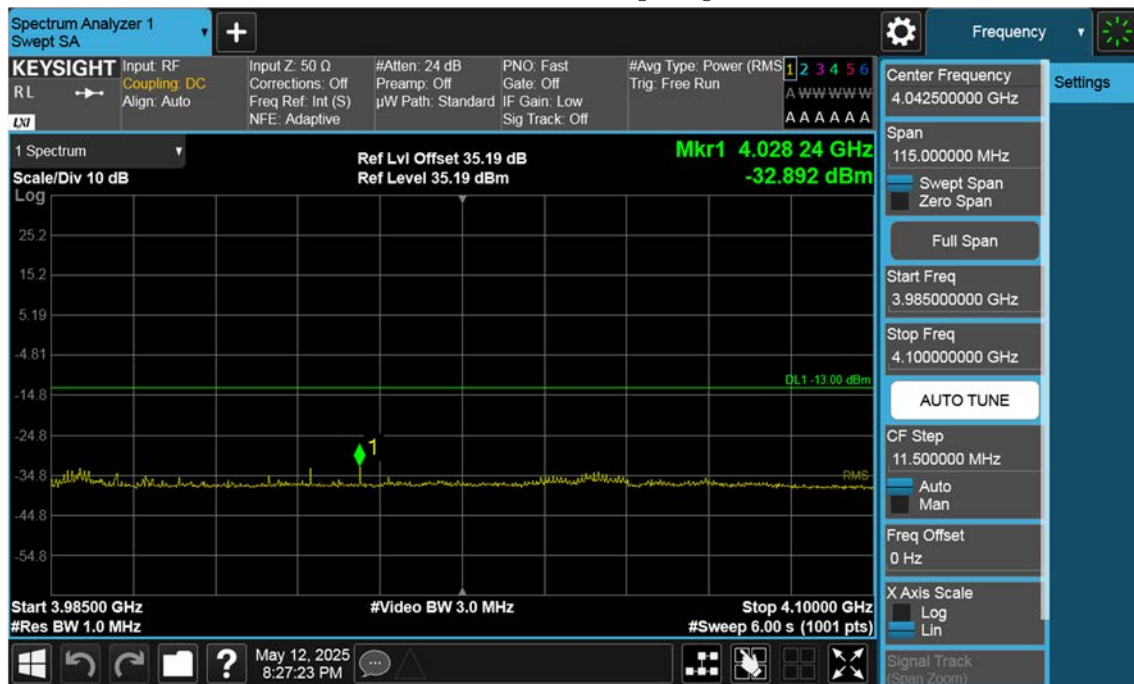 Spectrum Analyzer 1
Swept SA
+
Frequency
KEYSIGHT
RL
LXI
Input: RF
Coupling: DC
Align: Auto
Input Z: 50 Ω
Corrections: Off
Freq Ref: Int (S)
NFE: Adaptive
#Atten: 24 dB
Preamp: Off
µW Path: Standard
PNO: Fast
Gate: Off
IF Gain: Low
Sig Track: Off
#Avg Type: Power (RMS
Trig: Free Run
1 2 3 4 5 6
A W W W W W
A A A A A A
1 Spectrum
Scale/Div 10 dB
Ref Lvl Offset 35.19 dB
Ref Level 35.19 dBm
Mkr1 4.028 24 GHz
-32.892 dBm
Log
25.2
15.2
5.19
-4.81
DL1 -13.00 dBm
-14.8
-24.8
1
-34.8
RMS
-44.8
-54.8
Start 3.98500 GHz
#Video BW 3.0 MHz
Stop 4.10000 GHz
#Res BW 1.0 MHz
#Sweep 6.00 s (1001 pts)
?
May 12, 2025
8:27:23 PM
Center Frequency
4.042500000 GHz
Span
115.000000 MHz
Swept Span
Zero Span
Full Span
Start Freq
3.985000000 GHz
Stop Freq
4.100000000 GHz
AUTO TUNE
CF Step
11.500000 MHz
Auto
Man
Freq Offset
0 Hz
X Axis Scale
Log
Lin
Signal Track
(Span Zoom)
Settings